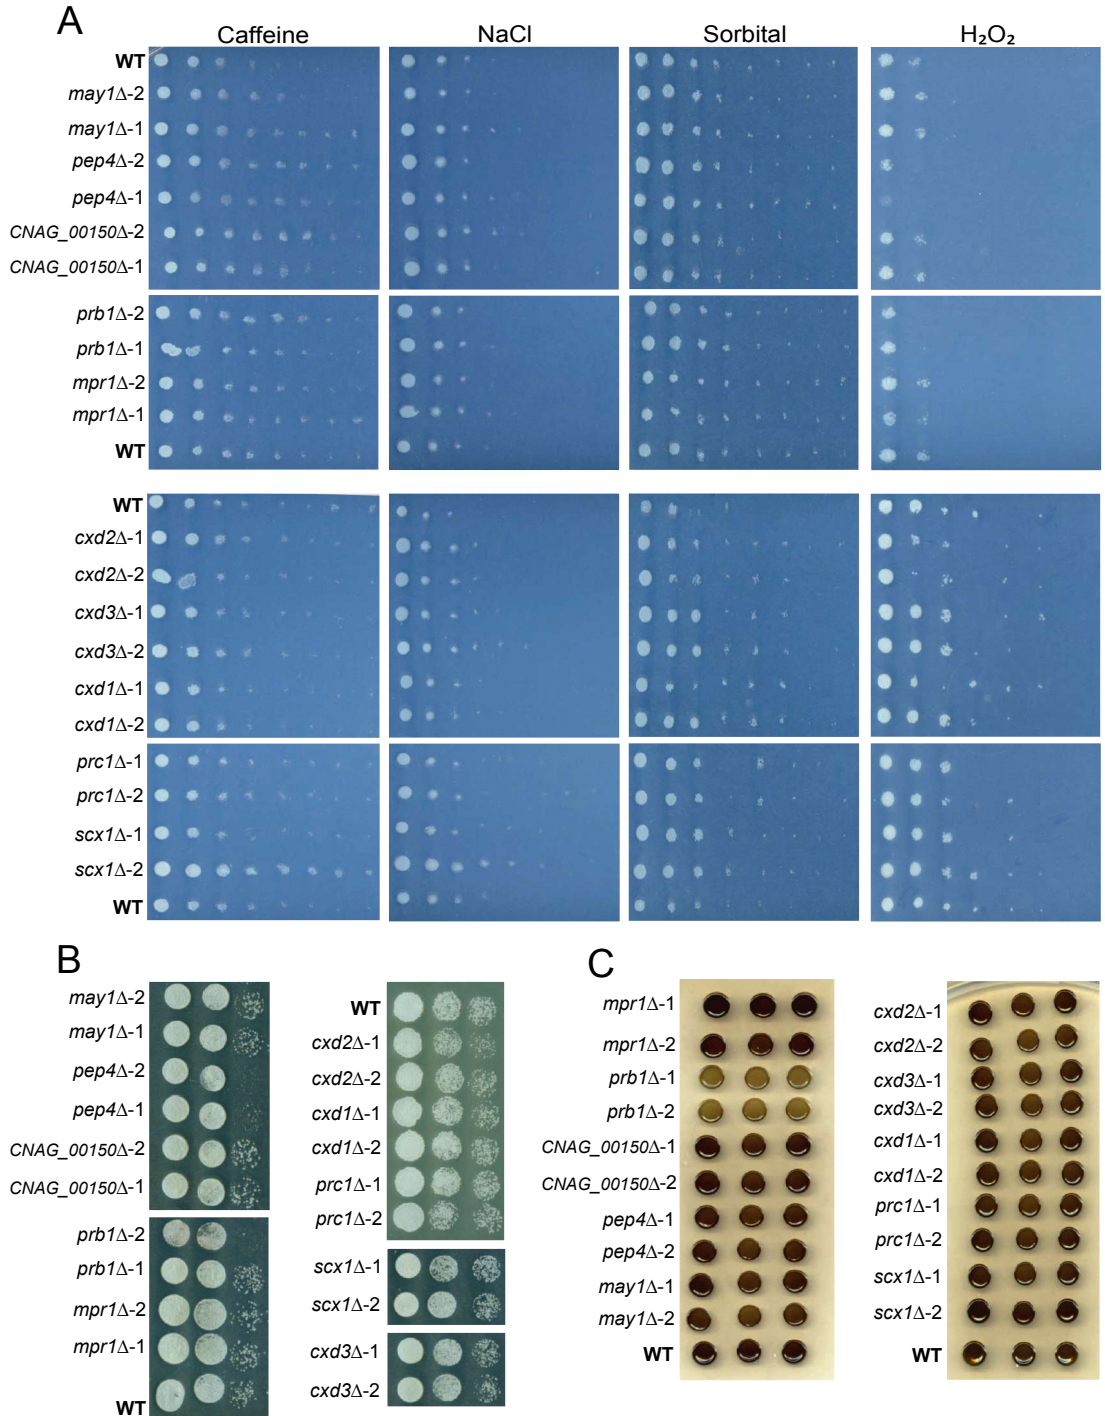 A
Caffeine NaCl Sorbital H₂O₂
WT
may1Δ-2
may1Δ-1
pep4Δ-2
pep4Δ-1
CNAG_00150Δ-2
CNAG_00150Δ-1
prb1Δ-2
prb1Δ-1
mpr1Δ-2
mpr1Δ-1
WT
WT
cxd2Δ-1
cxd2Δ-2
cxd3Δ-1
cxd3Δ-2
cxd1Δ-1
cxd1Δ-2
prc1Δ-1
prc1Δ-2
scx1Δ-1
scx1Δ-2
WT
B
may1Δ-2
may1Δ-1
pep4Δ-2
pep4Δ-1
CNAG_00150Δ-2
CNAG_00150Δ-1
prb1Δ-2
prb1Δ-1
mpr1Δ-2
mpr1Δ-1
WT
WT
cxd2Δ-1
cxd2Δ-2
cxd1Δ-1
cxd1Δ-2
prc1Δ-1
prc1Δ-2
scx1Δ-1
scx1Δ-2
cxd3Δ-1
cxd3Δ-2
C
mpr1Δ-1
mpr1Δ-2
prb1Δ-1
prb1Δ-2
CNAG_00150Δ-1
CNAG_00150Δ-2
pep4Δ-1
pep4Δ-2
may1Δ-1
may1Δ-2
WT
cxd2Δ-1
cxd2Δ-2
cxd3Δ-1
cxd3Δ-2
cxd1Δ-1
cxd1Δ-2
prc1Δ-1
prc1Δ-2
scx1Δ-1
scx1Δ-2
WT